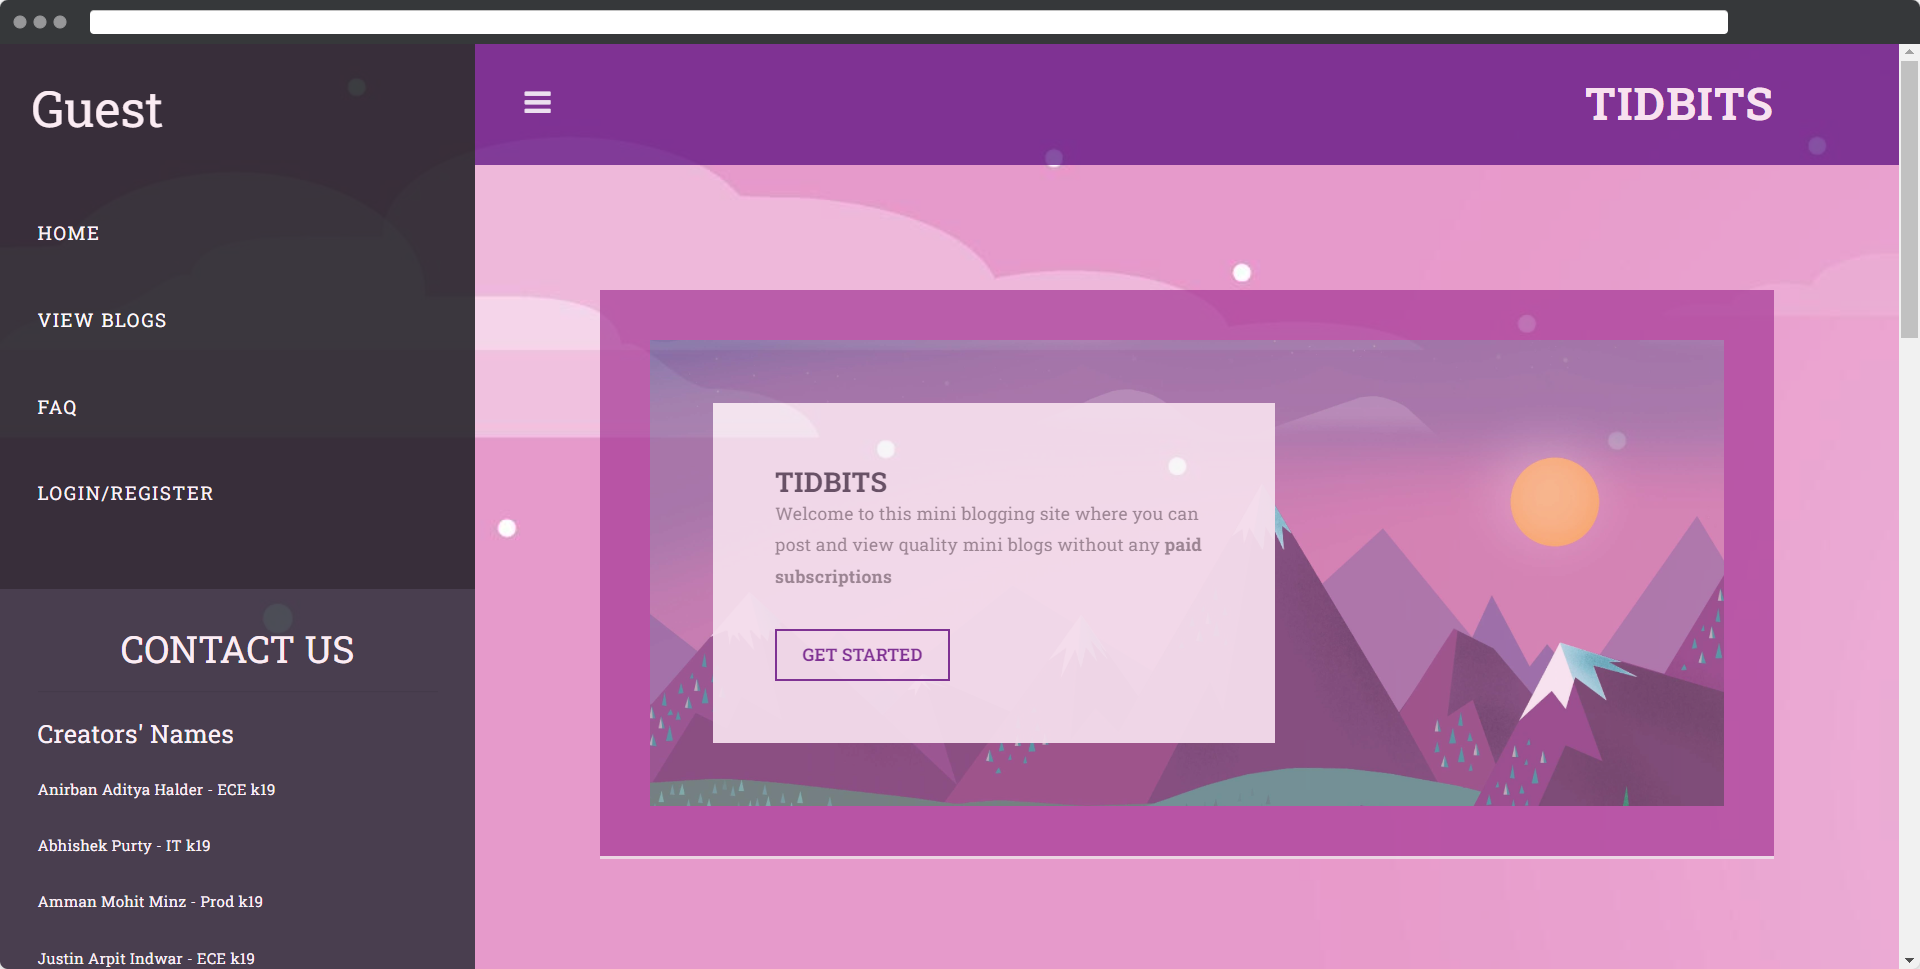 Guest
HOME
VIEW BLOGS
FAQ
LOGIN/REGISTER
CONTACT US
Creators' Names
Anirban Aditya Halder - ECE k19
Abhishek Purty - IT k19
Amman Mohit Minz - Prod k19
Justin Arpit Indwar - ECE k19
TIDBITS
TIDBITS
Welcome to this mini blogging site where you can
post and view quality mini blogs without any paid
subscriptions
GET STARTED